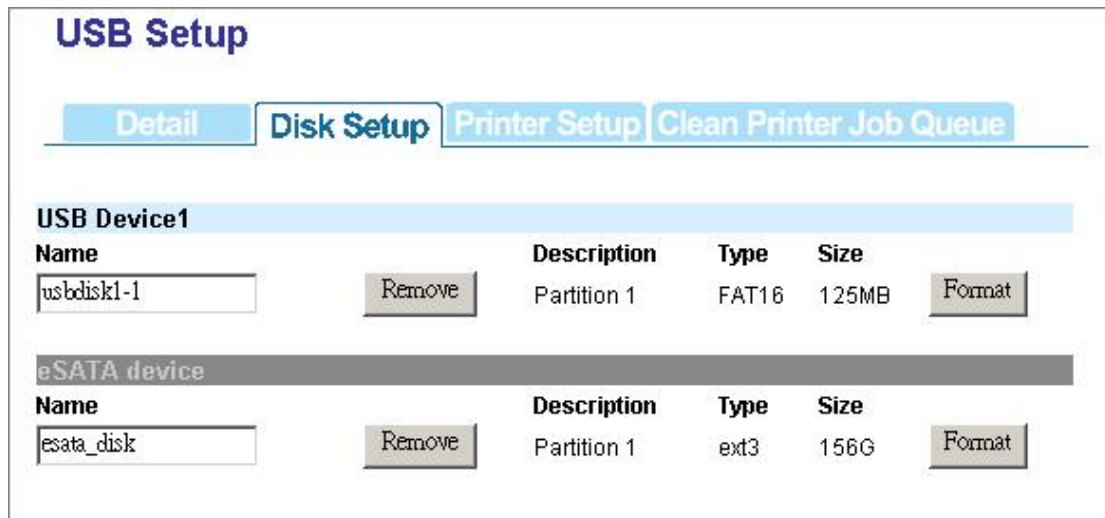 USB Setup
Detail Disk Setup Printer Setup Clean Printer Job Queue
USB Device1
Name Description Type Size
usbdisk1-1 Remove Partition 1 FAT16 125MB Format
eSATA device
Name Description Type Size
esata_disk Remove Partition 1 ext3 156G Format